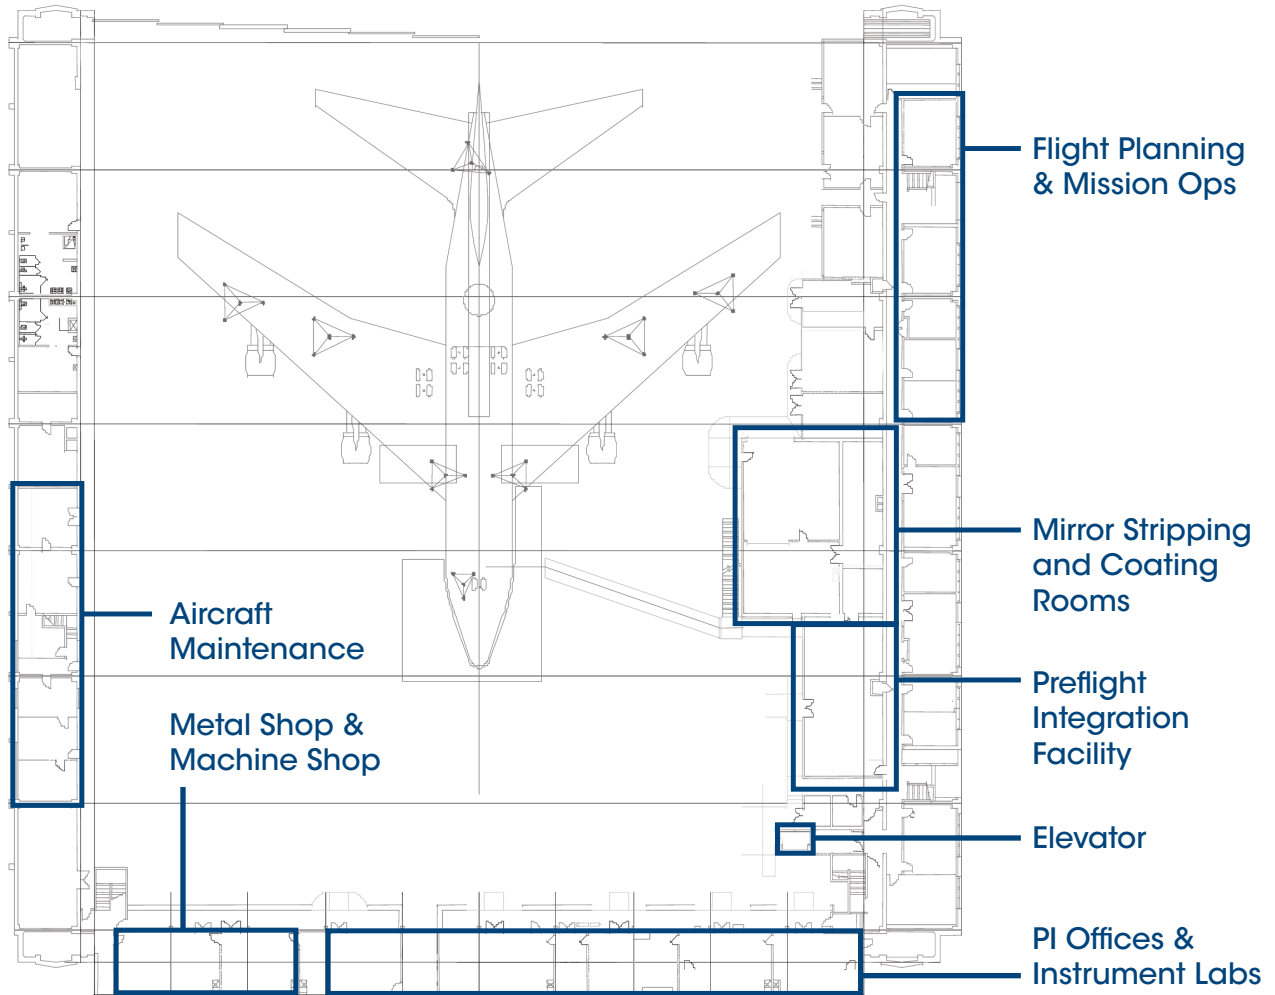 Flight Planning
& Mission Ops
Mirror Stripping
and Coating
Rooms
Aircraft
Maintenance
Preflight
Integration
Facility
Metal Shop &
Machine Shop
Elevator
PI Offices &
Instrument Labs